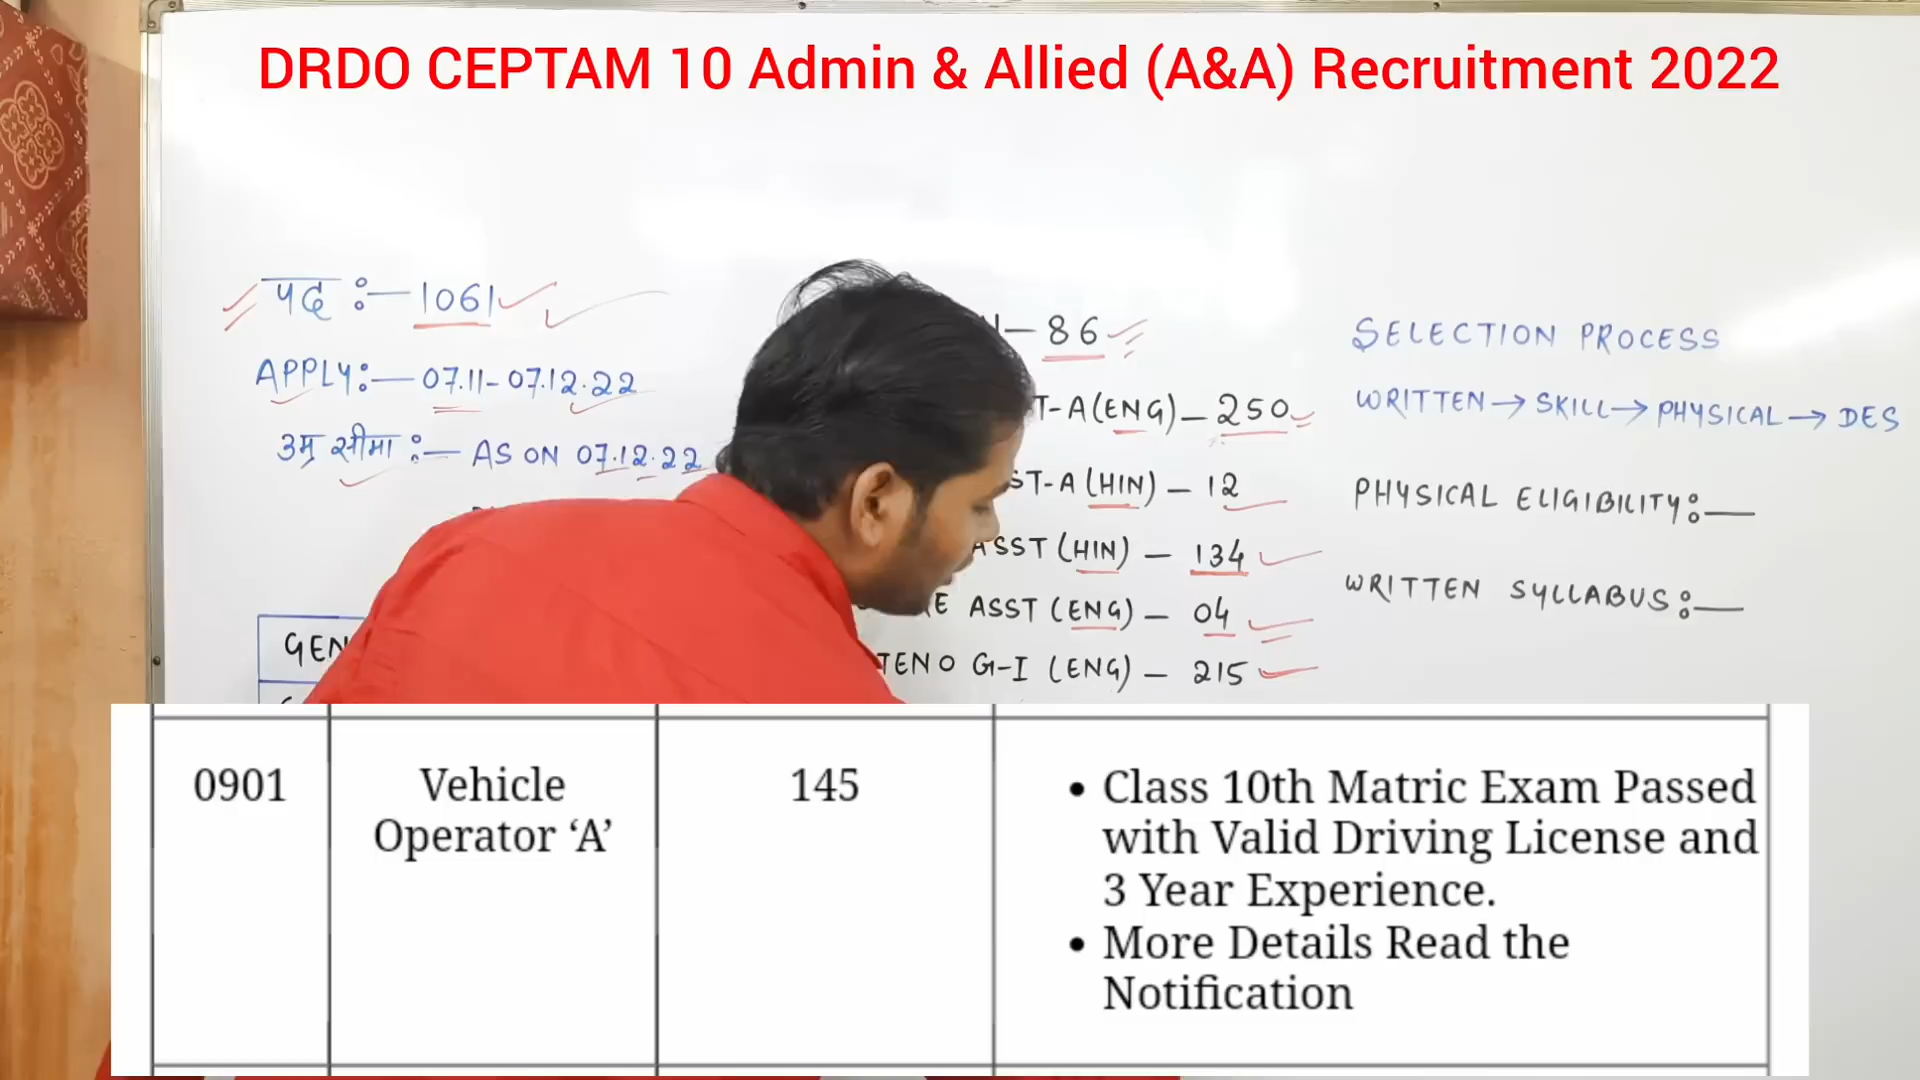 DRDO CEPTAM 10 Admin & Allied (A&A) Recruitment 2022
पद :— 1061
APPLY:— 07.11- 07.12.22
उम्र सीमा :— AS ON 07.12.22
GEN
— 86
T-A(ENG) — 250
ST-A (HIN) — 12
ASST (HIN) — 134
E ASST (ENG) — 04
TENO G-I (ENG) — 215
SELECTION PROCESS
WRITTEN → SKILL → PHYSICAL → DES
PHYSICAL ELIGIBILITY:—
WRITTEN SYLLABUS:—
0901
Vehicle
Operator ‘A’
145
• Class 10th Matric Exam Passed
with Valid Driving License and
3 Year Experience.
• More Details Read the
Notification